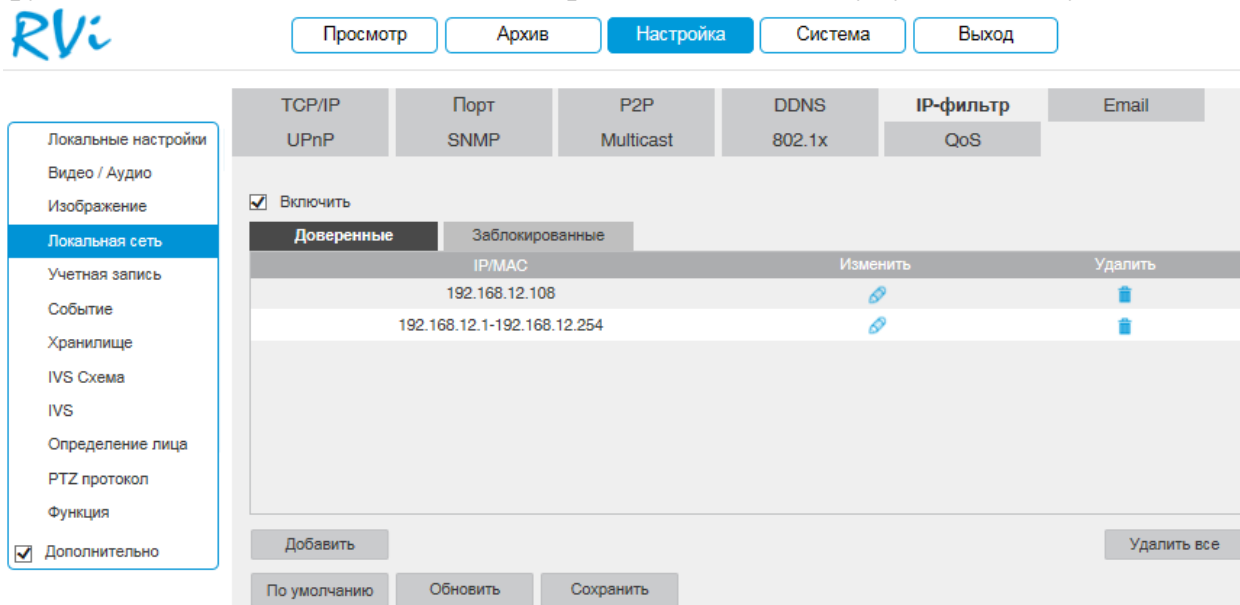 RVi
Просмотр Архив Настройка Система Выход
TCP/IP Порт P2P DDNS IP-фильтр Email
UPnP SNMP Multicast 802.1x QoS
Локальные настройки
Видео / Аудио
Изображение
Локальная сеть
Учетная запись
Событие
Хранилище
IVS Схема
IVS
Определение лица
PTZ протокол
Функция
Дополнительно
Включить
Доверенные Заблокированные
IP/MAC Изменить Удалить
192.168.12.108
192.168.12.1-192.168.12.254
Добавить Удалить все
По умолчанию Обновить Сохранить